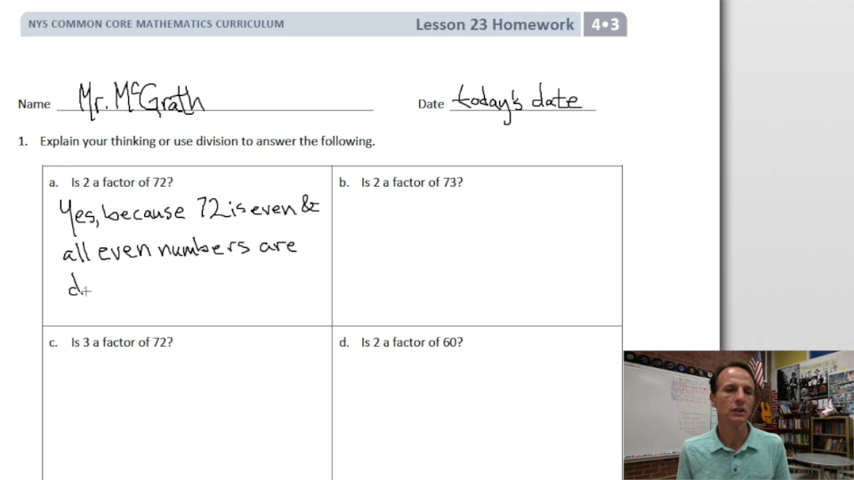 NYS COMMON CORE MATHEMATICS CURRICULUM
Lesson 23 Homework
4•3
Name Mr. McGrath
Date today's date
1. Explain your thinking or use division to answer the following.
a. Is 2 a factor of 72?
Yes, because 72 is even &
all even numbers are
d
b. Is 2 a factor of 73?
c. Is 3 a factor of 72?
d. Is 2 a factor of 60?